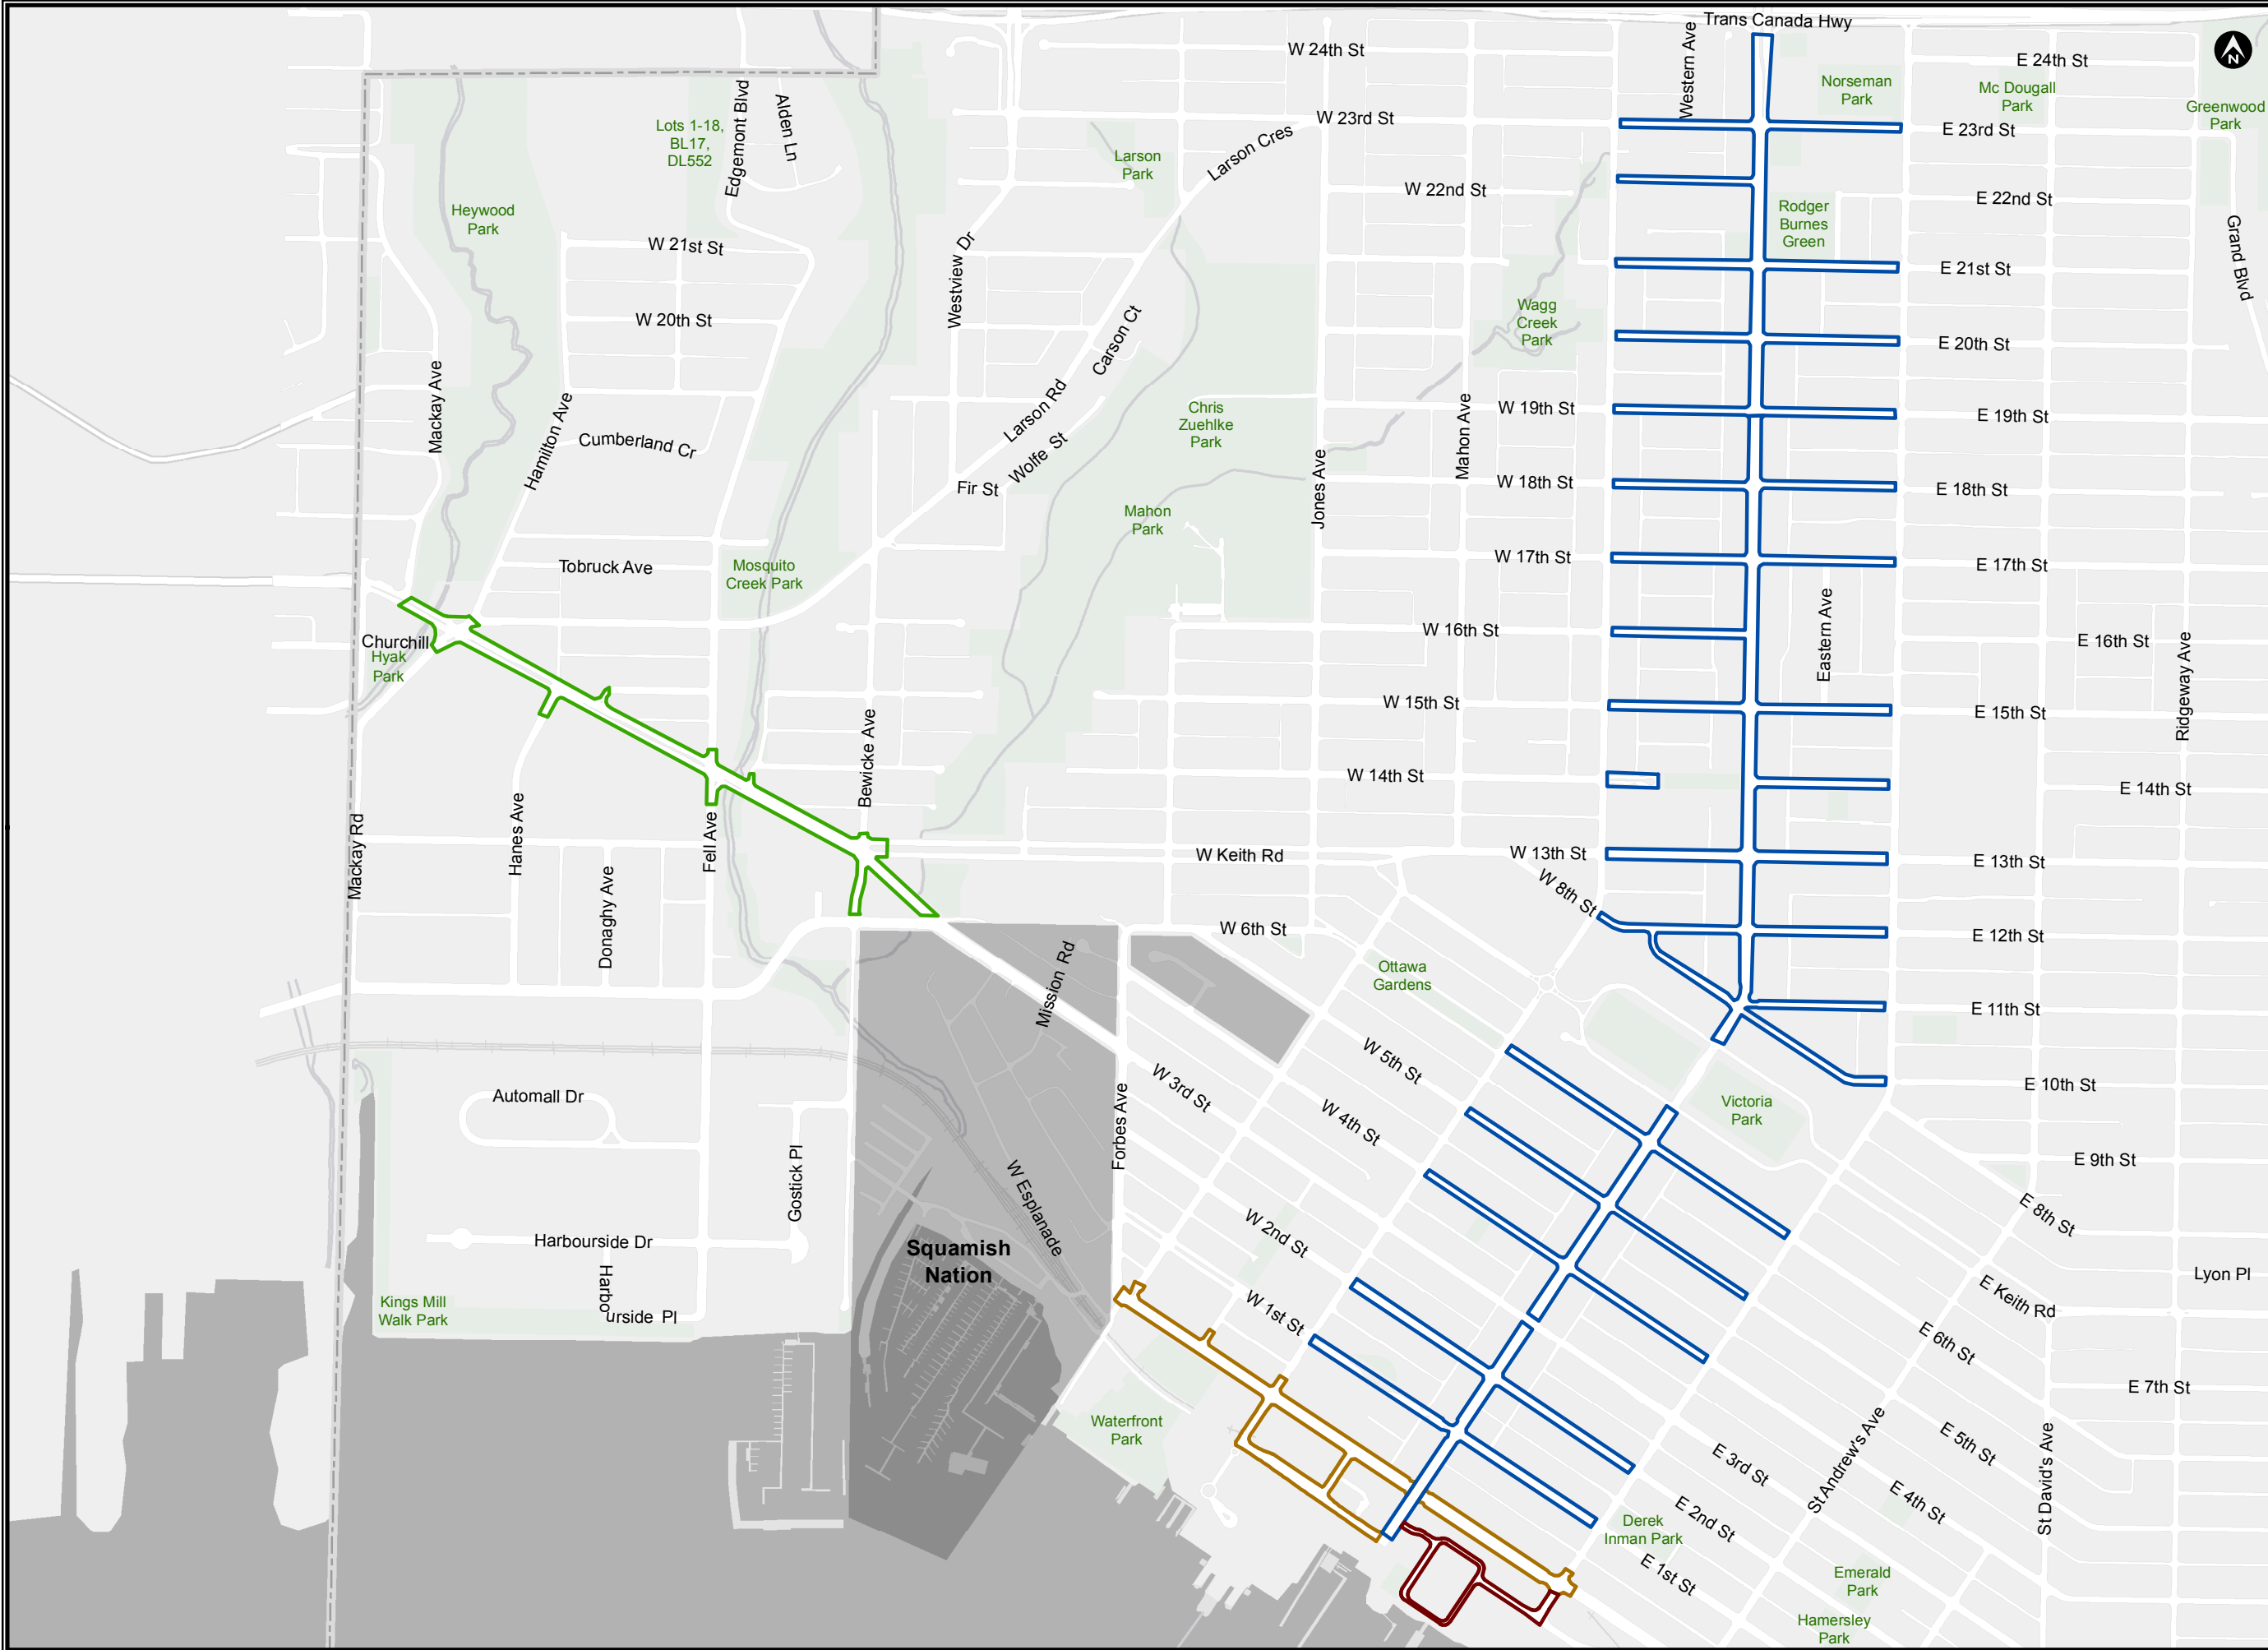 Trans Canada Hwy
N
W 24th St
Western Ave
E 24th St
Norseman
Park
Mc Dougall
Park
Greenwood
Park
Edgemont Blvd
Alden Ln
Lots 1-18,
BL17,
DL552
W 23rd St
E 23rd St
Larson Cres
Larson
Park
W 22nd St
E 22nd St
Heywood
Park
Rodger
Burnes
Green
Grand Blvd
W 21st St
E 21st St
Westview Dr
Wagg
Creek
Park
W 20th St
E 20th St
Carson Ct
Mackay Ave
Hamilton Ave
Larson Rd
Chris
Zuehlke
Park
Mahon Ave
W 19th St
E 19th St
Cumberland Cr
Wolfe St
Fir St
Jones Ave
W 18th St
E 18th St
Mahon
Park
W 17th St
E 17th St
Tobruck Ave
Mosquito
Creek Park
Eastern Ave
Churchill
Hyak
Park
W 16th St
E 16th St
Ridgeway Ave
W 15th St
E 15th St
Bewicke Ave
W 14th St
E 14th St
Mackay Rd
Hanes Ave
Fell Ave
W Keith Rd
W 13th St
E 13th St
Donaghy Ave
W 8th St
W 6th St
E 12th St
Mission Rd
Ottawa
Gardens
E 11th St
W 5th St
Automall Dr
W 3rd St
E 10th St
Forbes Ave
W 4th St
Victoria
Park
Gostick Pl
W Esplanade
E 9th St
E 8th St
Harbourside Dr
Squamish
Nation
W 2nd St
Lyon Pl
Harbo
urside Pl
Kings Mill
Walk Park
W 1st St
E Keith Rd
E 6th St
E 7th St
Waterfront
Park
St Andrew's Ave
E 5th St
E 3rd St
St David's Ave
E 4th St
Derek
Inman Park
E 2nd St
E 1st St
Emerald
Park
Hamersley
Park